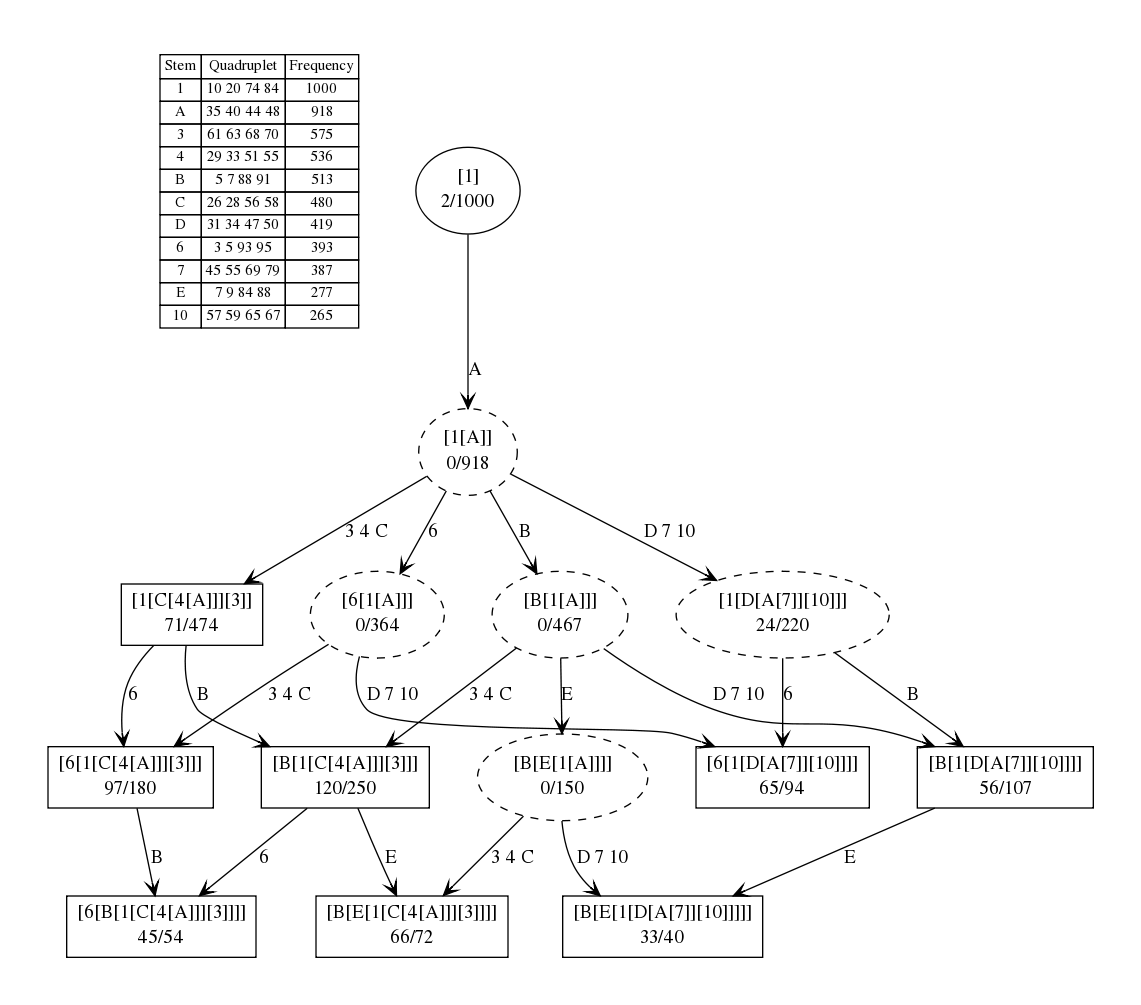 Stem Quadruplet Frequency
1 10 20 74 84 1000
A 35 40 44 48 918
3 61 63 68 70 575
4 29 33 51 55 536
B 5 7 88 91 513
C 26 28 56 58 480
D 31 34 47 50 419
6 3 5 93 95 393
7 45 55 69 79 387
E 7 9 84 88 277
10 57 59 65 67 265
[1]
2/1000
A
[1[A]]
0/918
3 4 C
6
B
D 7 10
[1[C[4[A]]][3]]
71/474
[6[1[A]]]
0/364
[B[1[A]]]
0/467
[1[D[A[7]][10]]]
24/220
6
B
3 4 C
D 7 10
3 4 C
E
D 7 10
6
B
[6[1[C[4[A]]][3]]]
97/180
[B[1[C[4[A]]][3]]]
120/250
[B[E[1[A]]]]
0/150
[6[1[D[A[7]][10]]]]
65/94
[B[1[D[A[7]][10]]]]
56/107
B
6
E
3 4 C
D 7 10
E
[6[B[1[C[4[A]]][3]]]]
45/54
[B[E[1[C[4[A]]][3]]]]
66/72
[B[E[1[D[A[7]][10]]]]]
33/40